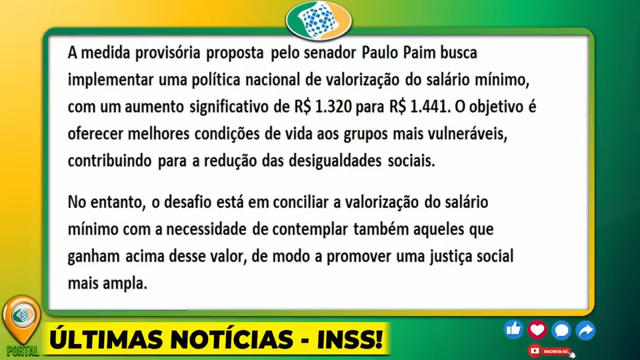 A medida provisória proposta pelo senador Paulo Paim busca
implementar uma política nacional de valorização do salário mínimo,
com um aumento significativo de R$ 1.320 para R$ 1.441. O objetivo é
oferecer melhores condições de vida aos grupos mais vulneráveis,
contribuindo para a redução das desigualdades sociais.
No entanto, o desafio está em conciliar a valorização do salário
mínimo com a necessidade de contemplar também aqueles que
ganham acima desse valor, de modo a promover uma justiça social
mais ampla.
PORTAL
ÚLTIMAS NOTÍCIAS - INSS!
INSCREVA-SE